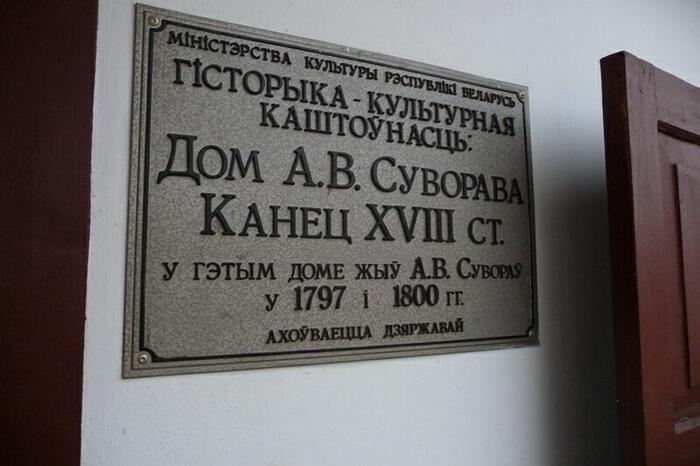 МІНІСТЭРСТВА КУЛЬТУРЫ РЭСПУБЛІКІ БЕЛАРУСЬ
ГІСТОРЫКА-КУЛЬТУРНАЯ
КАШТОЎНАСЦЬ:
ДОМ А.В. СУВОРАВА
КАНЕЦ XVIII СТ.
У ГЭТЫМ ДОМЕ ЖЫЎ А.В. СУВОРАЎ
У 1797 І 1800 ГГ.
АХОЎВАЕЦЦА ДЗЯРЖАВАЙ